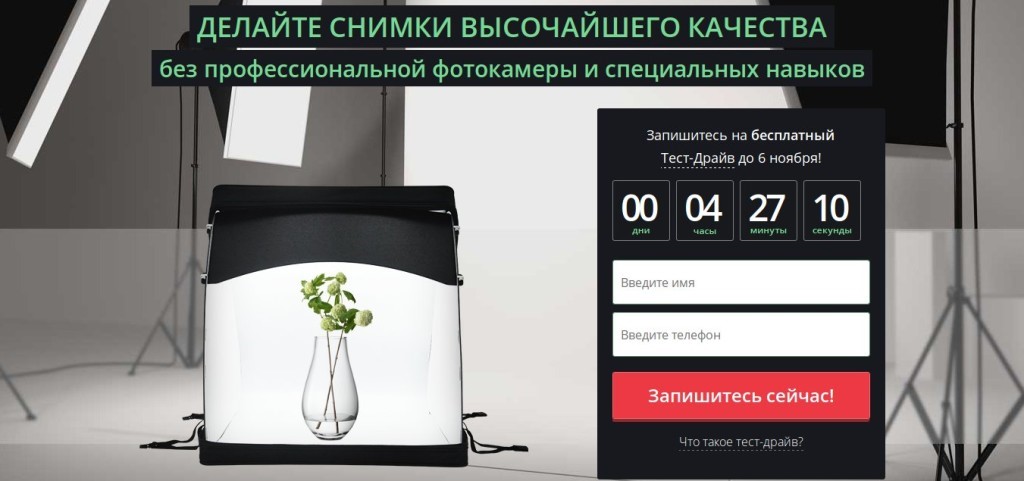 ДЕЛАЙТЕ СНИМКИ ВЫСОЧАЙШЕГО КАЧЕСТВА
без профессиональной фотокамеры и специальных навыков
Запишитесь на бесплатный
Тест-Драйв до 6 ноября!
00 04 27 10
дни часы минуты секунды
Введите имя
Введите телефон
Запишитесь сейчас!
Что такое тест-драйв?